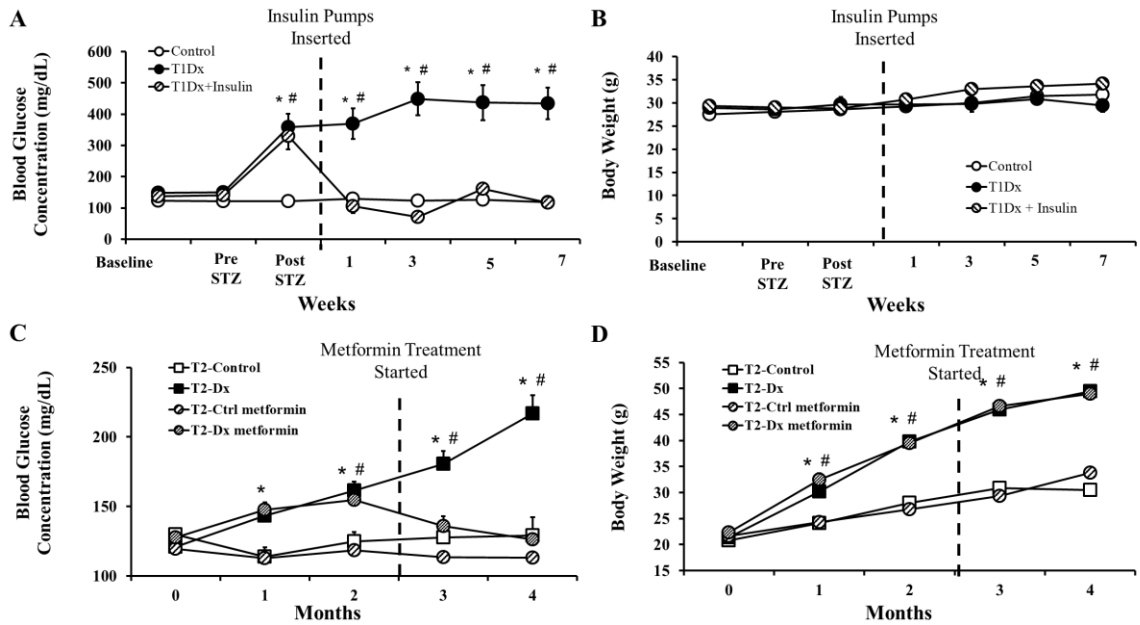 A
Insulin Pumps
Inserted
Control
T1Dx
T1Dx+Insulin
Blood Glucose
Concentration (mg/dL)
600
500
400
300
200
100
0
* #
* #
* #
* #
* #
Baseline
Pre
STZ
Post
STZ
1
3
5
7
Weeks
B
Insulin Pumps
Inserted
Body Weight (g)
45
40
35
30
25
20
15
10
5
0
Control
T1Dx
T1Dx + Insulin
Baseline
Pre
STZ
Post
STZ
1
3
5
7
Weeks
C
Metformin Treatment
Started
T2-Control
T2-Dx
T2-Ctrl metformin
T2-Dx metformin
Blood Glucose
Concentration (mg/dL)
250
200
150
100
*
* #
* #
* #
0
1
2
3
4
Months
D
Metformin Treatment
Started
T2-Control
T2-Dx
T2-Ctrl metformin
T2-Dx metformin
Body Weight (g)
55
50
45
40
35
30
25
20
15
* #
* #
* #
* #
0
1
2
3
4
Months